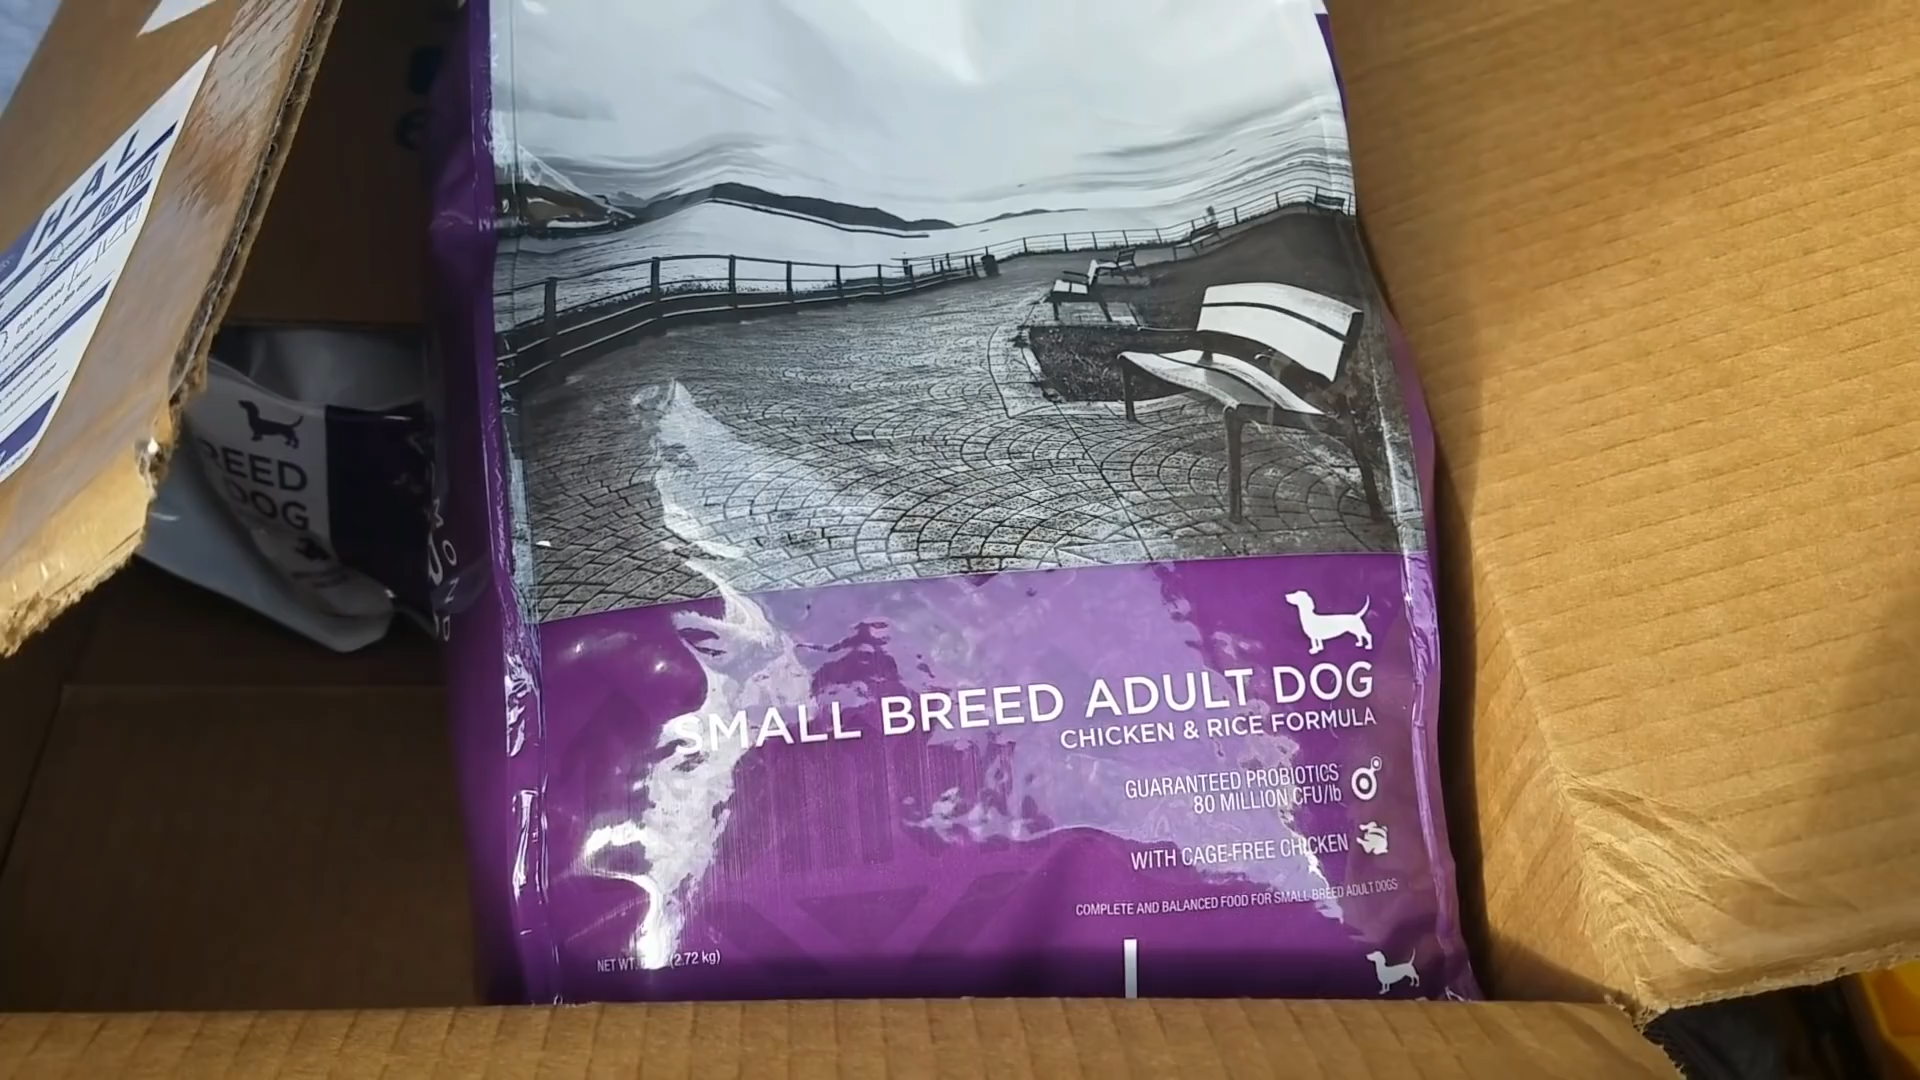 HAL
REED
DOG
SMALL BREED ADULT DOG
CHICKEN & RICE FORMULA
GUARANTEED PROBIOTICS
80 MILLION CFU/lb
WITH CAGE-FREE CHICKEN
COMPLETE AND BALANCED FOOD FOR SMALL BREED ADULT DOGS
NET WT. (2.72 kg)